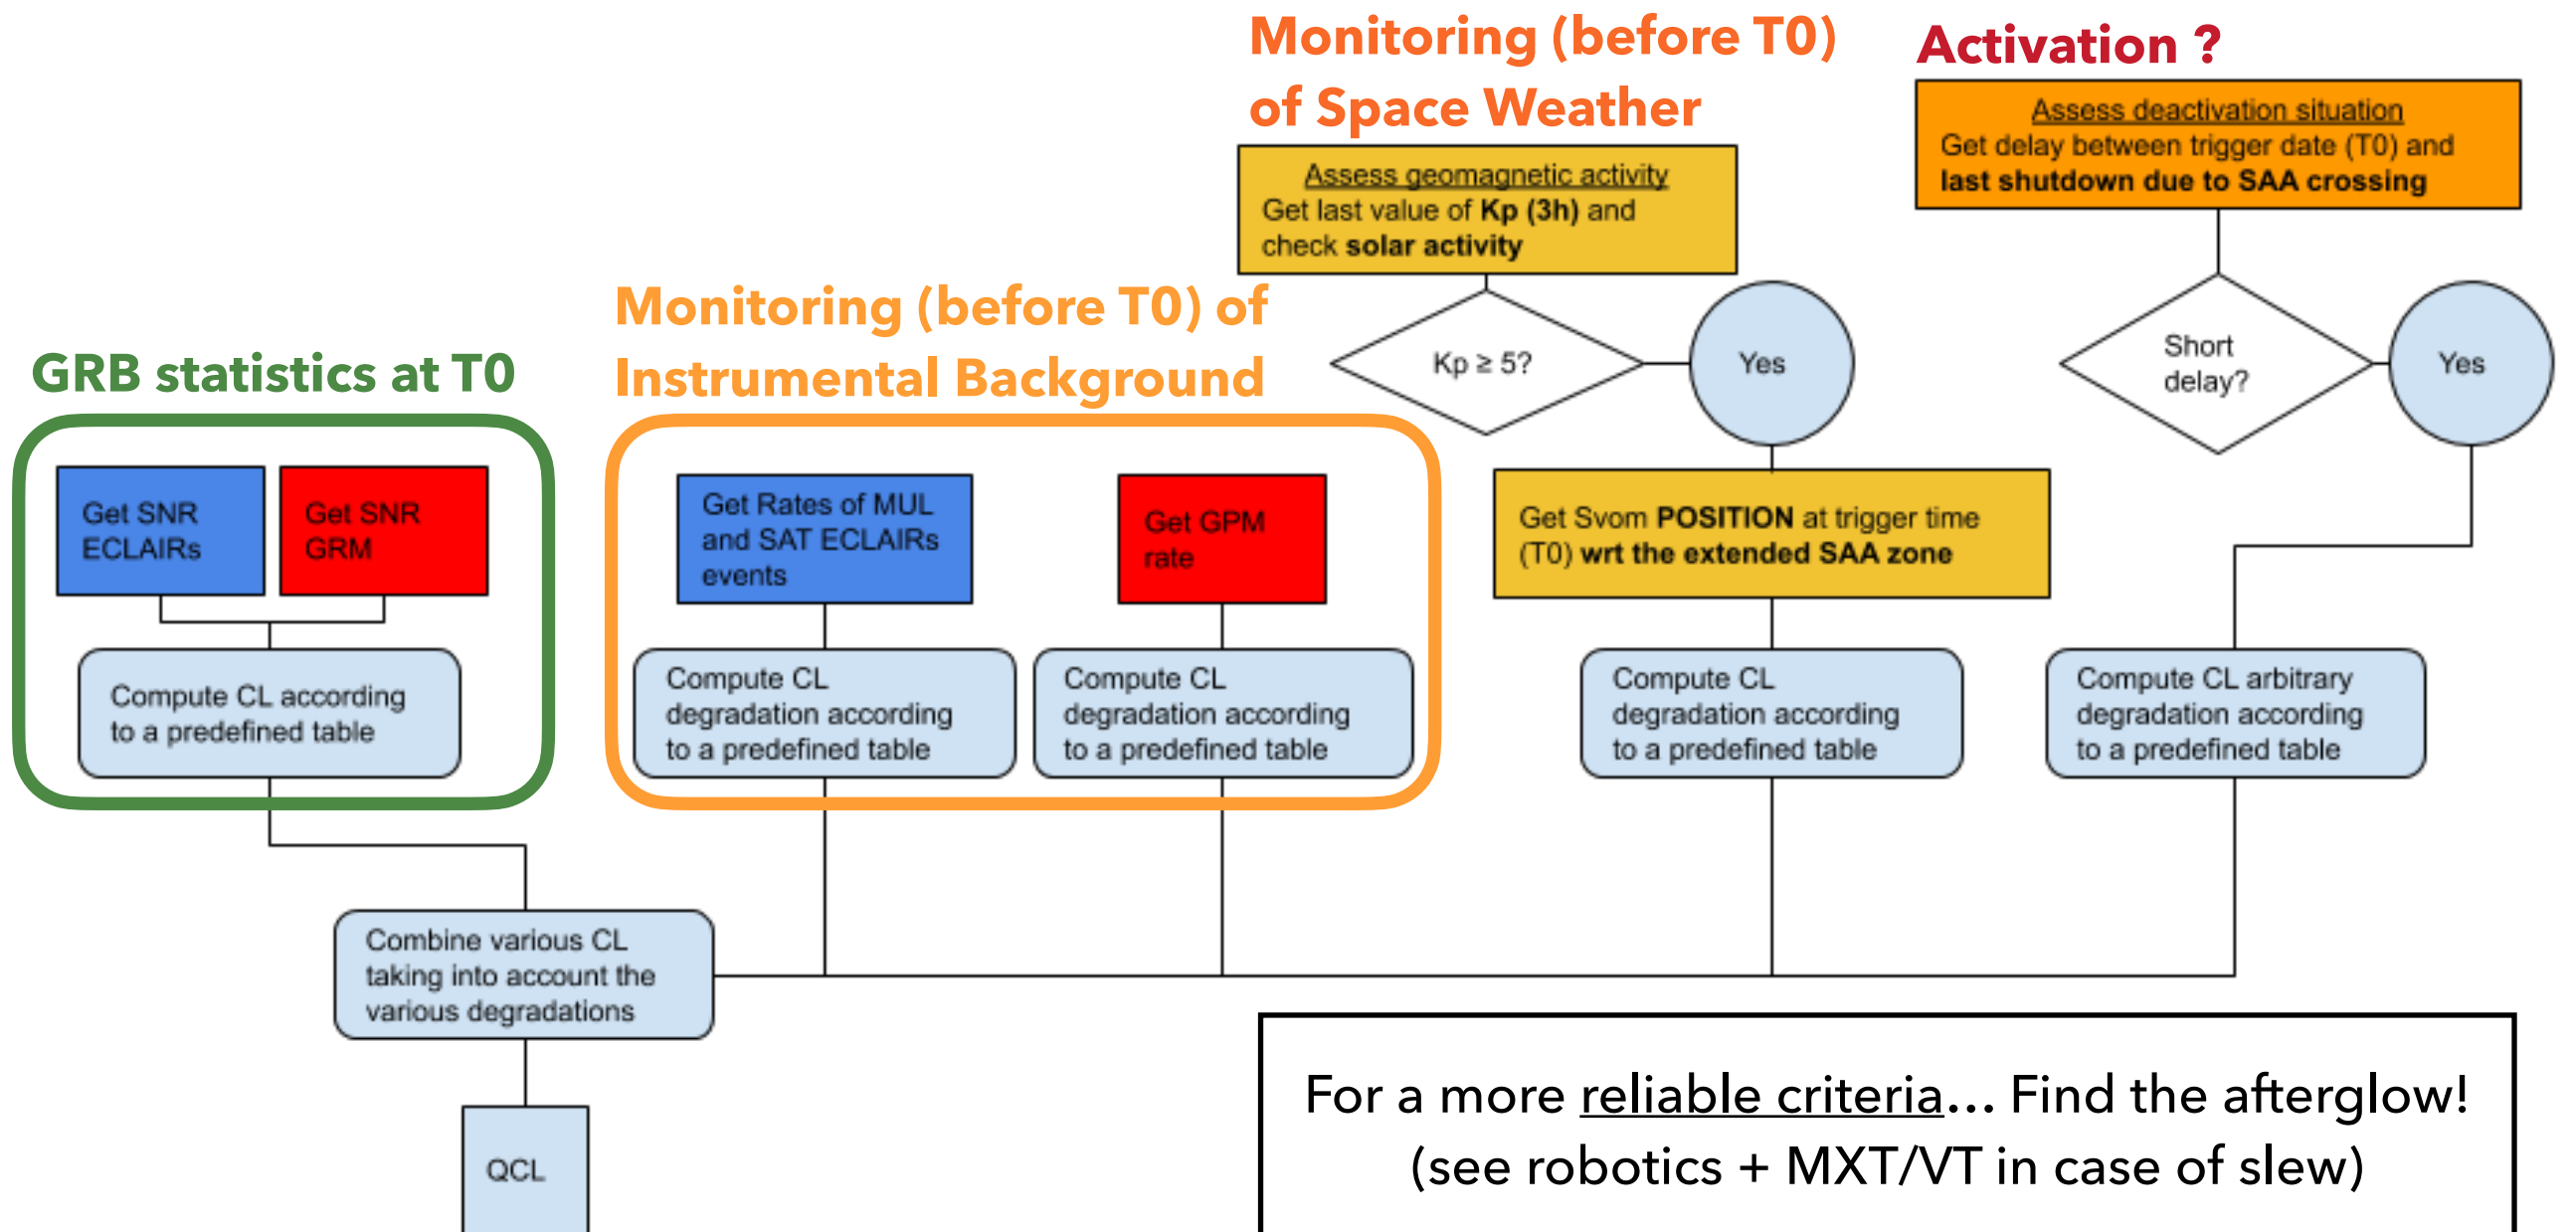 Monitoring (before T0)
of Space Weather
Activation ?
Assess deactivation situation
Get delay between trigger date (T0) and
last shutdown due to SAA crossing
Assess geomagnetic activity
Get last value of Kp (3h) and
check solar activity
Monitoring (before T0) of
Instrumental Background
GRB statistics at T0
Kp ≥ 5?
Yes
Short
delay?
Yes
Get SNR
ECLAIRs
Get SNR
GRM
Get Rates of MUL
and SAT ECLAIRs
events
Get GPM
rate
Get Svom POSITION at trigger time
(T0) wrt the extended SAA zone
Compute CL according
to a predefined table
Compute CL
degradation according
to a predefined table
Compute CL
degradation according
to a predefined table
Compute CL
degradation according
to a predefined table
Compute CL arbitrary
degradation according
to a predefined table
Combine various CL
taking into account the
various degradations
QCL
For a more reliable criteria... Find the afterglow!
(see robotics + MXT/VT in case of slew)